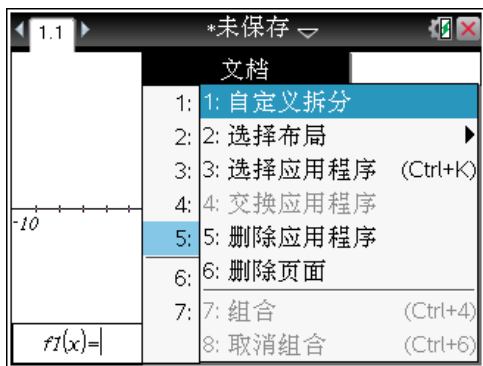 1.1 *未保存
文档
1: 1: 自定义拆分
2: 2: 选择布局
3: 3: 选择应用程序 (Ctrl+K)
4: 4: 交换应用程序
-10
5: 5: 删除应用程序
6: 6: 删除页面
7: 7: 组合 (Ctrl+4)
f1(x)= 8: 取消组合 (Ctrl+6)